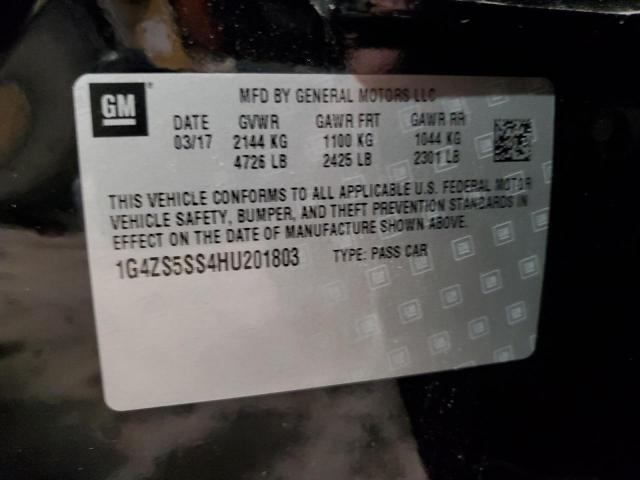 GM
MFD BY GENERAL MOTORS LLC
DATE GVWR GAWR FRT GAWR RR
03/17 2144 KG 1100 KG 1044 KG
4726 LB 2425 LB 2301 LB
THIS VEHICLE CONFORMS TO ALL APPLICABLE U.S. FEDERAL MOTOR
VEHICLE SAFETY, BUMPER, AND THEFT PREVENTION STANDARDS IN
EFFECT ON THE DATE OF MANUFACTURE SHOWN ABOVE.
1G4ZS5SS4HU201803 TYPE: PASS CAR